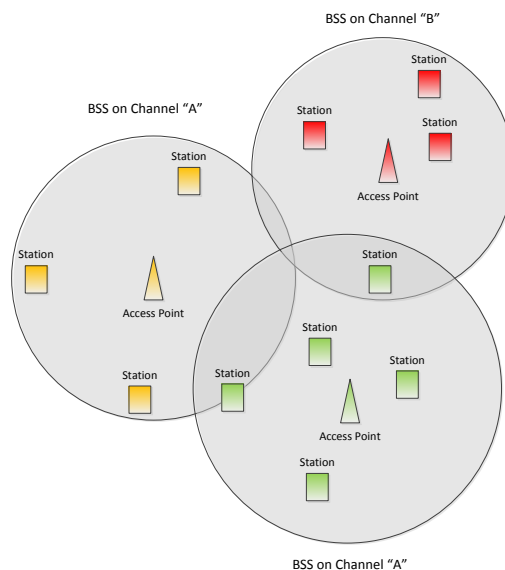 BSS on Channel “B”
Station
Station
Station
Access Point
BSS on Channel “A”
Station
Station
Access Point
Station
Station
Station
Station
Station
Access Point
Station
BSS on Channel “A”